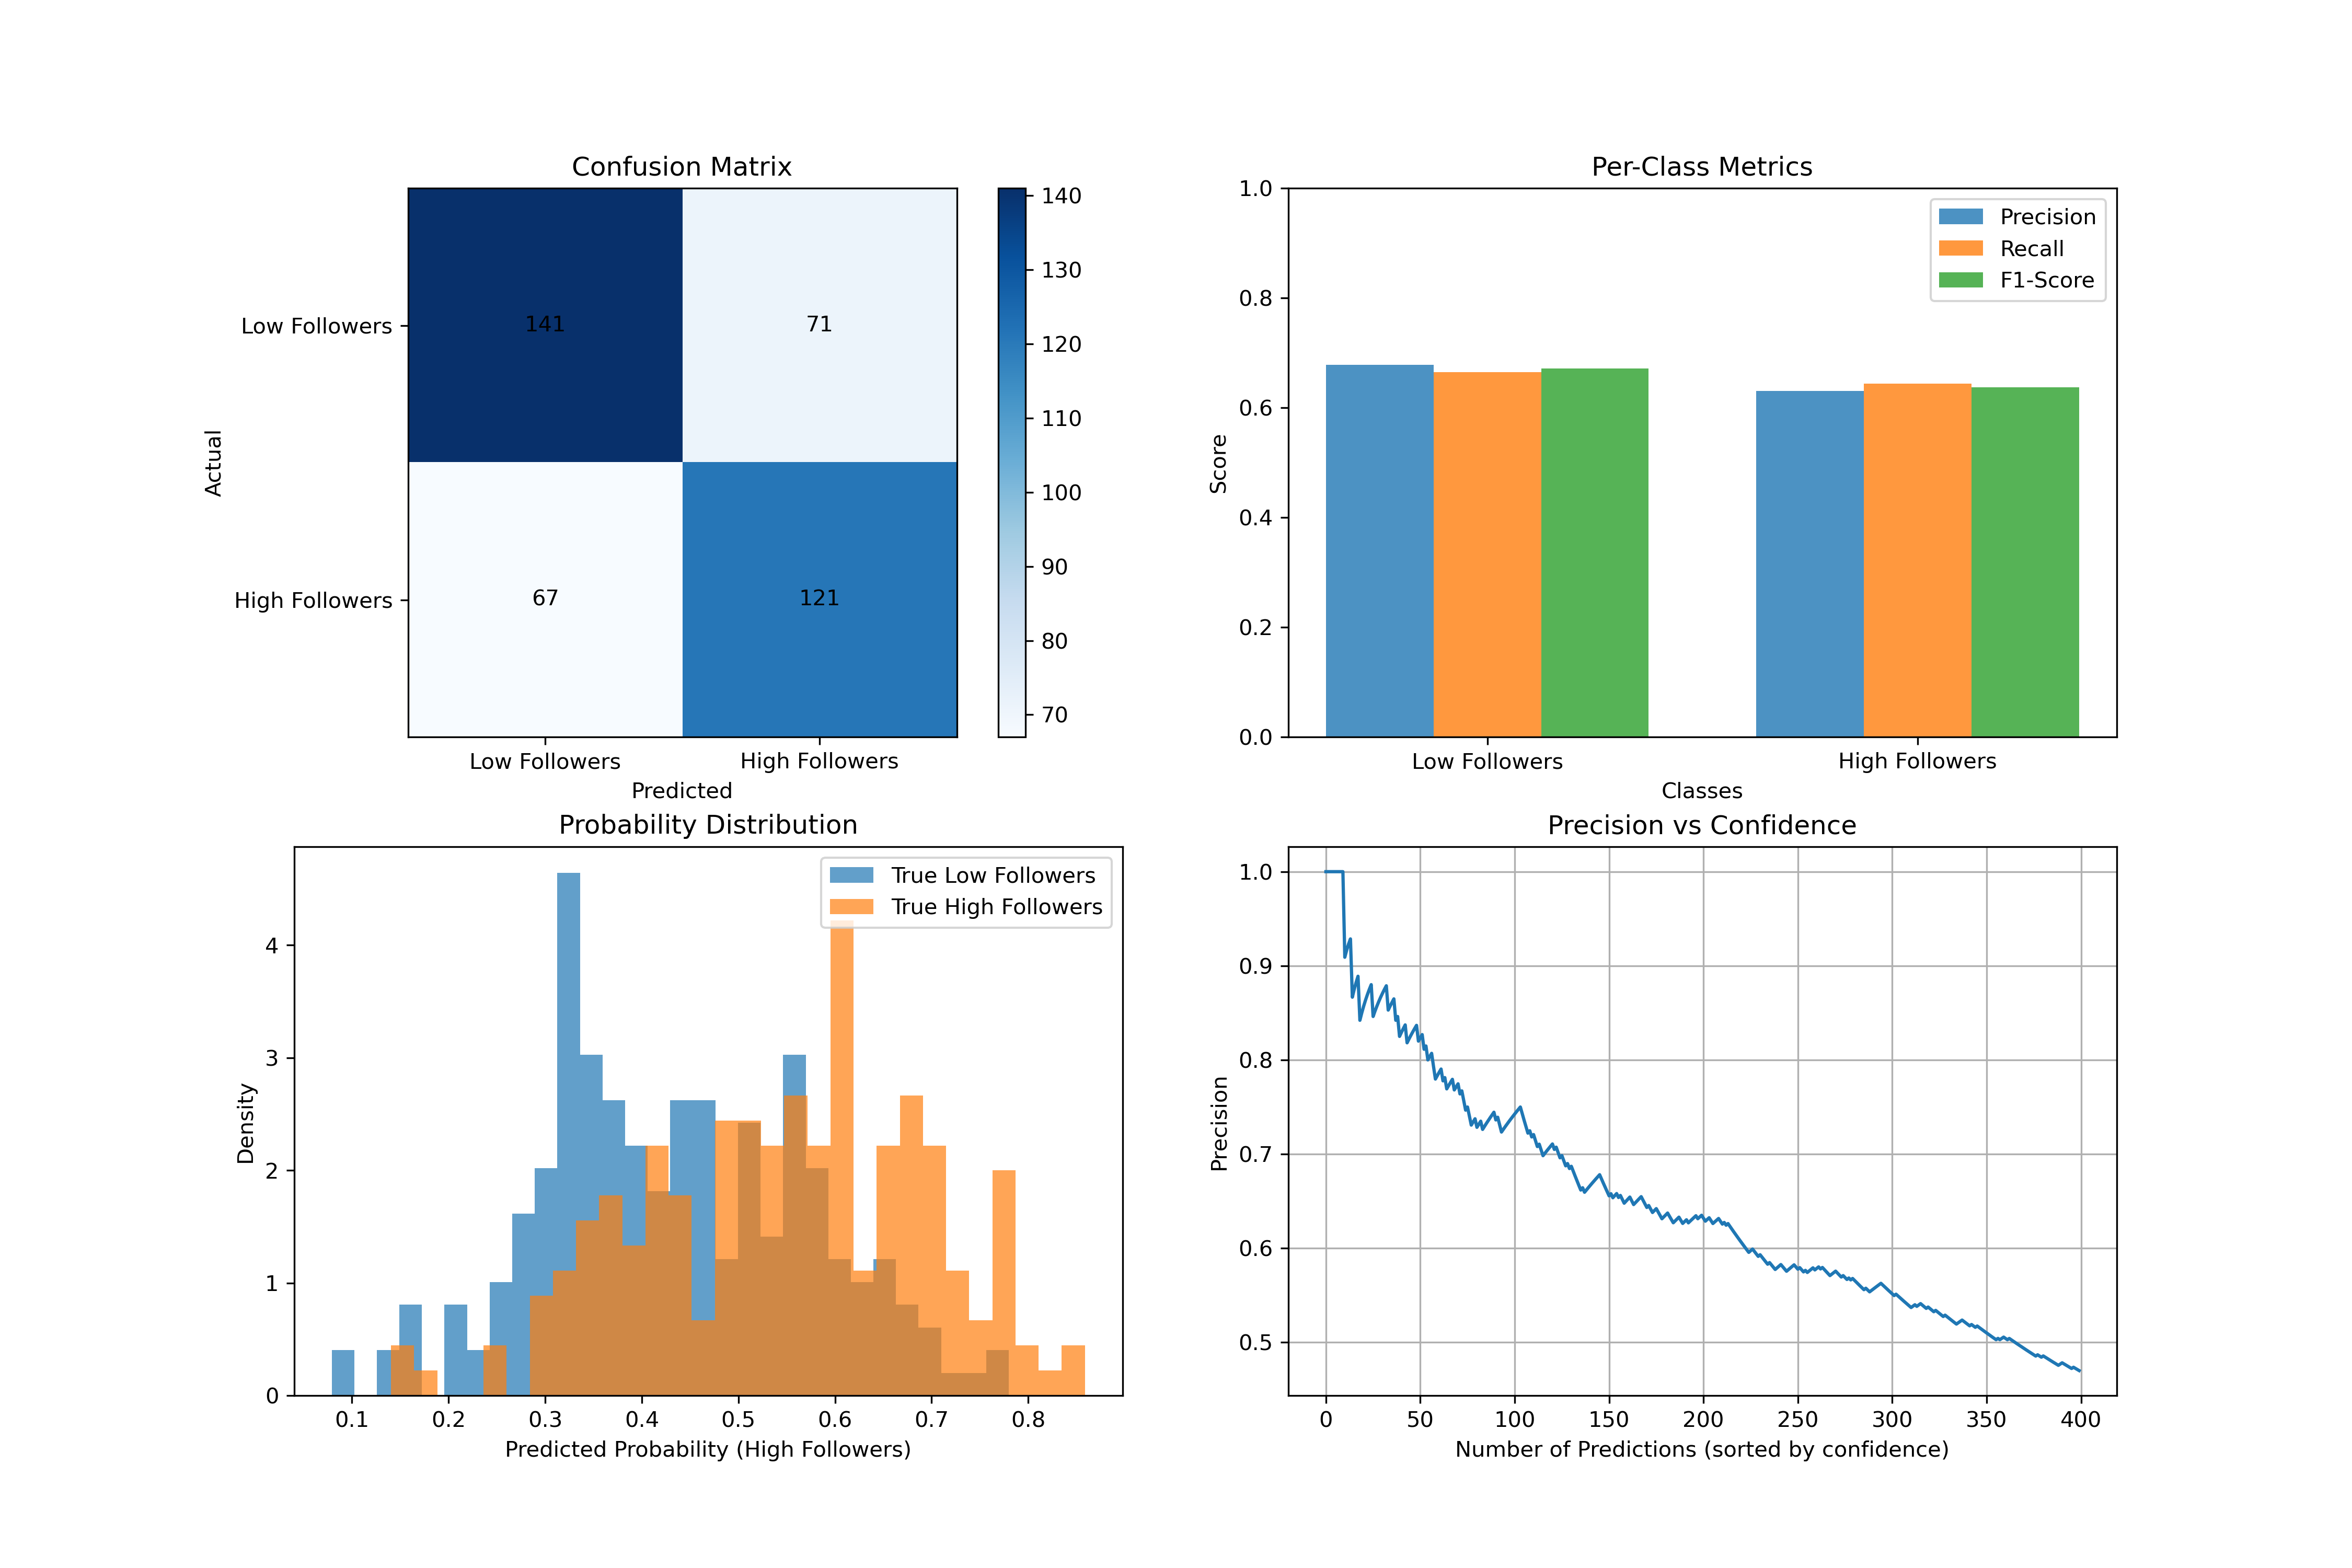 Confusion Matrix
140
130
120
110
100
90
80
70
Low Followers
High Followers
141
71
67
121
Actual
Low Followers
High Followers
Predicted
Per-Class Metrics
1.0
0.8
0.6
0.4
0.2
0.0
Score
Precision
Recall
F1-Score
Low Followers
High Followers
Classes
Probability Distribution
True Low Followers
True High Followers
4
3
2
1
0
Density
0.1 0.2 0.3 0.4 0.5 0.6 0.7 0.8
Predicted Probability (High Followers)
Precision vs Confidence
1.0
0.9
0.8
0.7
0.6
0.5
Precision
0 50 100 150 200 250 300 350 400
Number of Predictions (sorted by confidence)